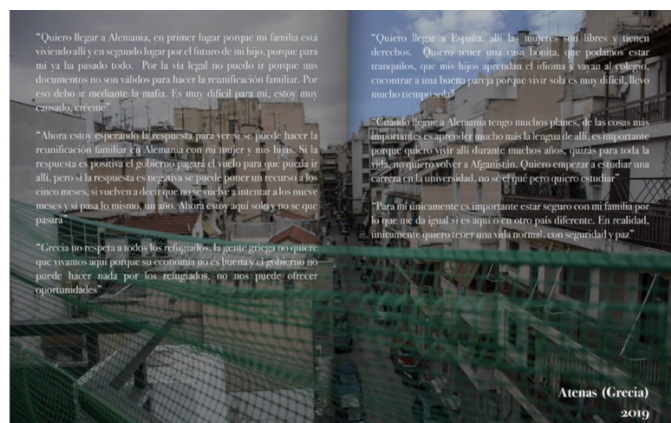 "Quiero llegar a Alemania, en primer lugar porque mi familia está
viviendo allí y en segundo lugar por el futuro de mi hijo, porque para
mi ya ha pasado todo. Por la vía legal no puedo ir porque mis
documentos no son válidos para hacer la reunificación familiar. Por
eso debo ir mediante la mafia. Es muy difícil para mi, estoy muy
cansado, créeme"
"Ahora estoy esperando la respuesta para ver si se puede hacer la
reunificación familiar en Alemania con mi mujer y mis hijas. Si la
respuesta es positiva el gobierno pagará el vuelo para que pueda ir
allí, pero si la respuesta es negativa se puede poner un recurso a los
cinco meses, si vuelven a decir que no se vuelve a intentar a los nueve
meses y si pasa lo mismo, un año. Ahora estoy aquí solo y no se que
pasará"
"Grecia no respeta a todos los refugiados, la gente griega no quiere
que vivamos aquí porque su economía no es buena y el gobierno no
puede hacer nada por los refugiados, no nos puede ofrecer
oportunidades"
"Quiero llegar a España, allí las mujeres son libres y tienen
derechos. Quiero tener una casa bonita, que podamos estar
tranquilos, que mis hijos aprendan el idioma y vayan al colegio,
encontrar a una buena pareja porque vivir sola es muy difícil, llevo
mucho tiempo sola"
"Cuando llegue a Alemania tengo muchos planes, de las cosas más
importantes es aprender mucho más la lengua de allí, es importante
porque quiero vivir allí durante muchos años, quizás para toda la
vida, no quiero volver a Afganistán. Quiero empezar a estudiar una
carrera en la universidad, no sé el qué pero quiero estudiar"
"Para mi únicamente es importante estar seguro con mi familia por
lo que me da igual si es aquí o en otro país diferente. En realidad,
únicamente quiero tener una vida normal, con seguridad y paz"
Atenas (Grecia)
2019